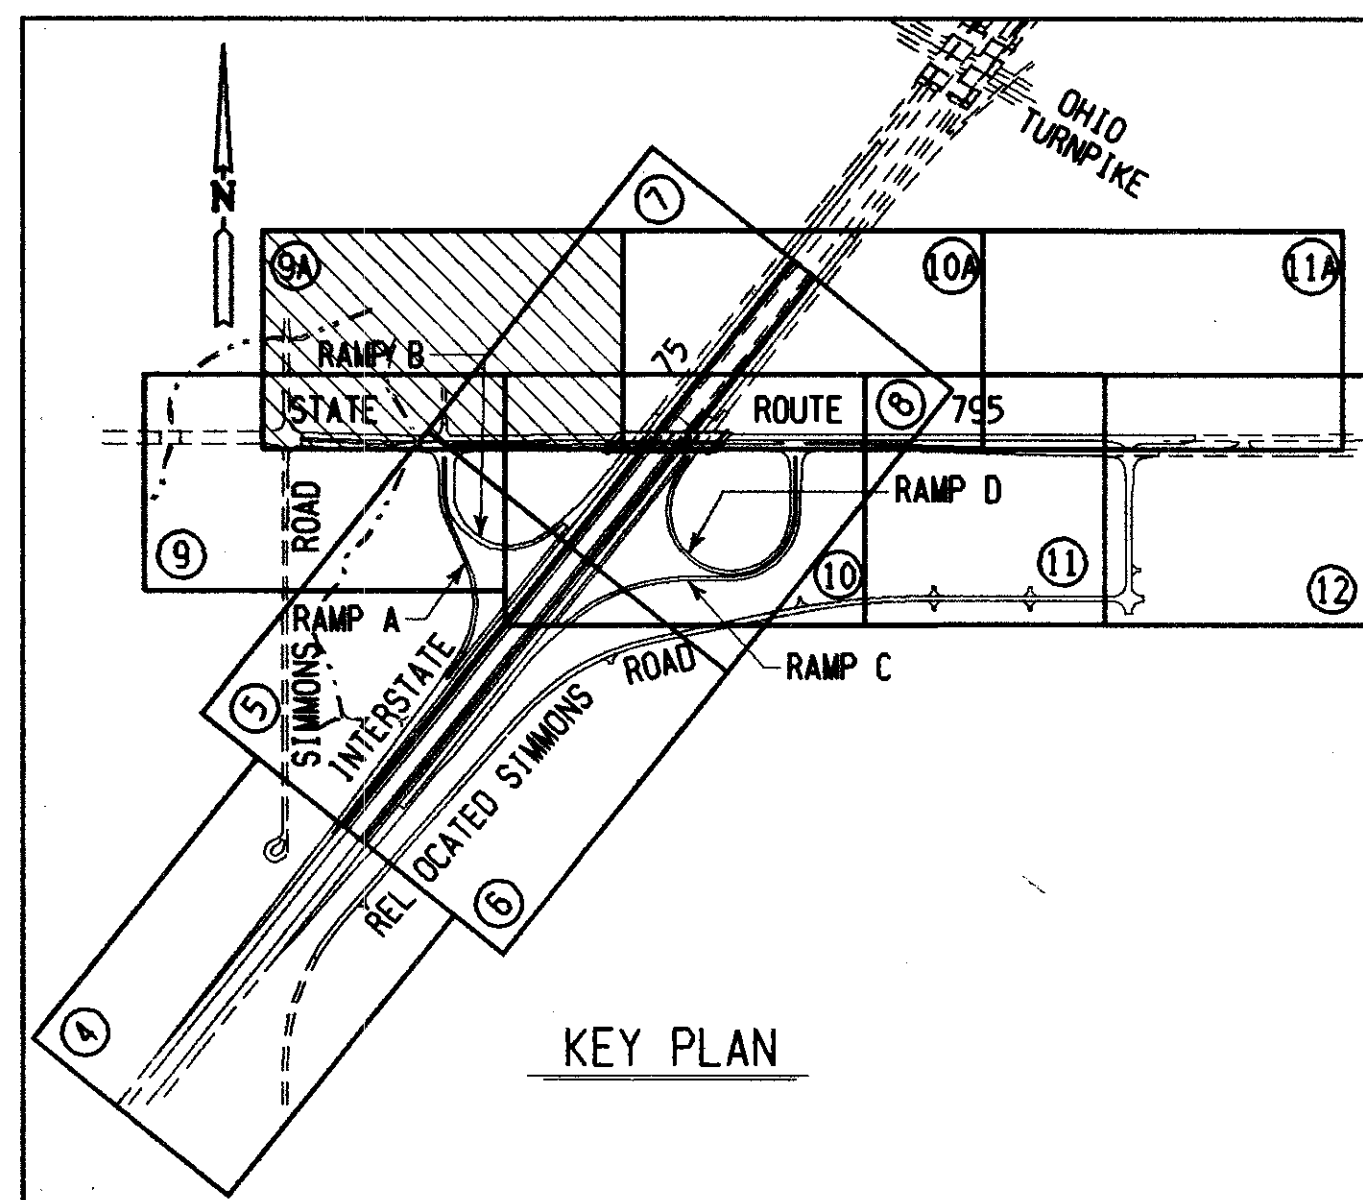 OHIO
TURNPIKE
N
7
9A
10A
11A
RAMP B
75
STATE ROUTE 795
8
RAMP D
ROAD
9
10
11
12
RAMP A
SIMMONS
INTERSTATE
ROAD
RAMP C
5
RELOCATED SIMMONS
6
4
KEY PLAN